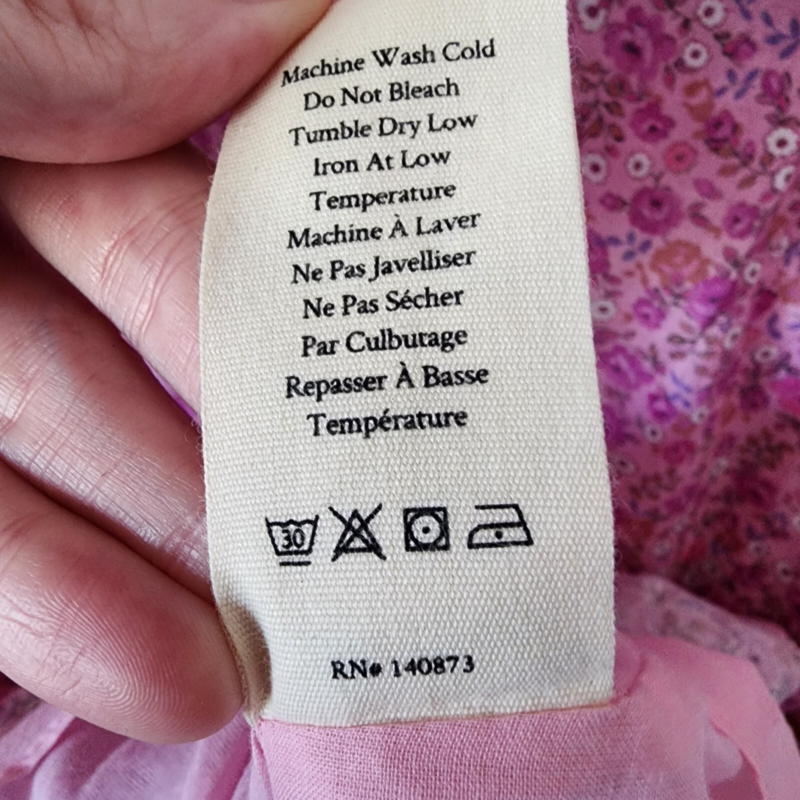 Machine Wash Cold
Do Not Bleach
Tumble Dry Low
Iron At Low
Temperature
Machine À Laver
Ne Pas Javelliser
Ne Pas Sécher
Par Culbutage
Repasser À Basse
Température
30
RN# 140873